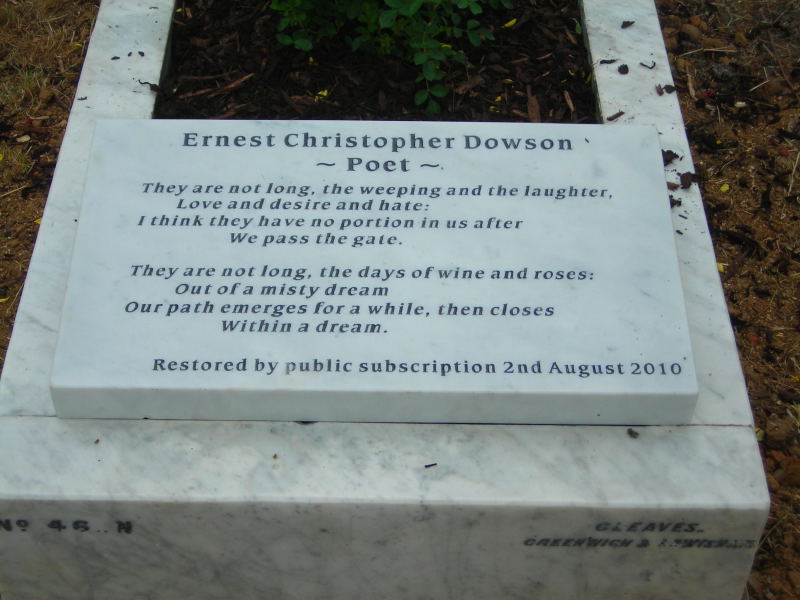 Ernest Christopher Dowson
~ Poet ~
They are not long, the weeping and the laughter,
Love and desire and hate:
I think they have no portion in us after
We pass the gate.
They are not long, the days of wine and roses:
Out of a misty dream
Our path emerges for a while, then closes
Within a dream.
Restored by public subscription 2nd August 2010
No 46.. N
GLEAVES.
GREENWICH &